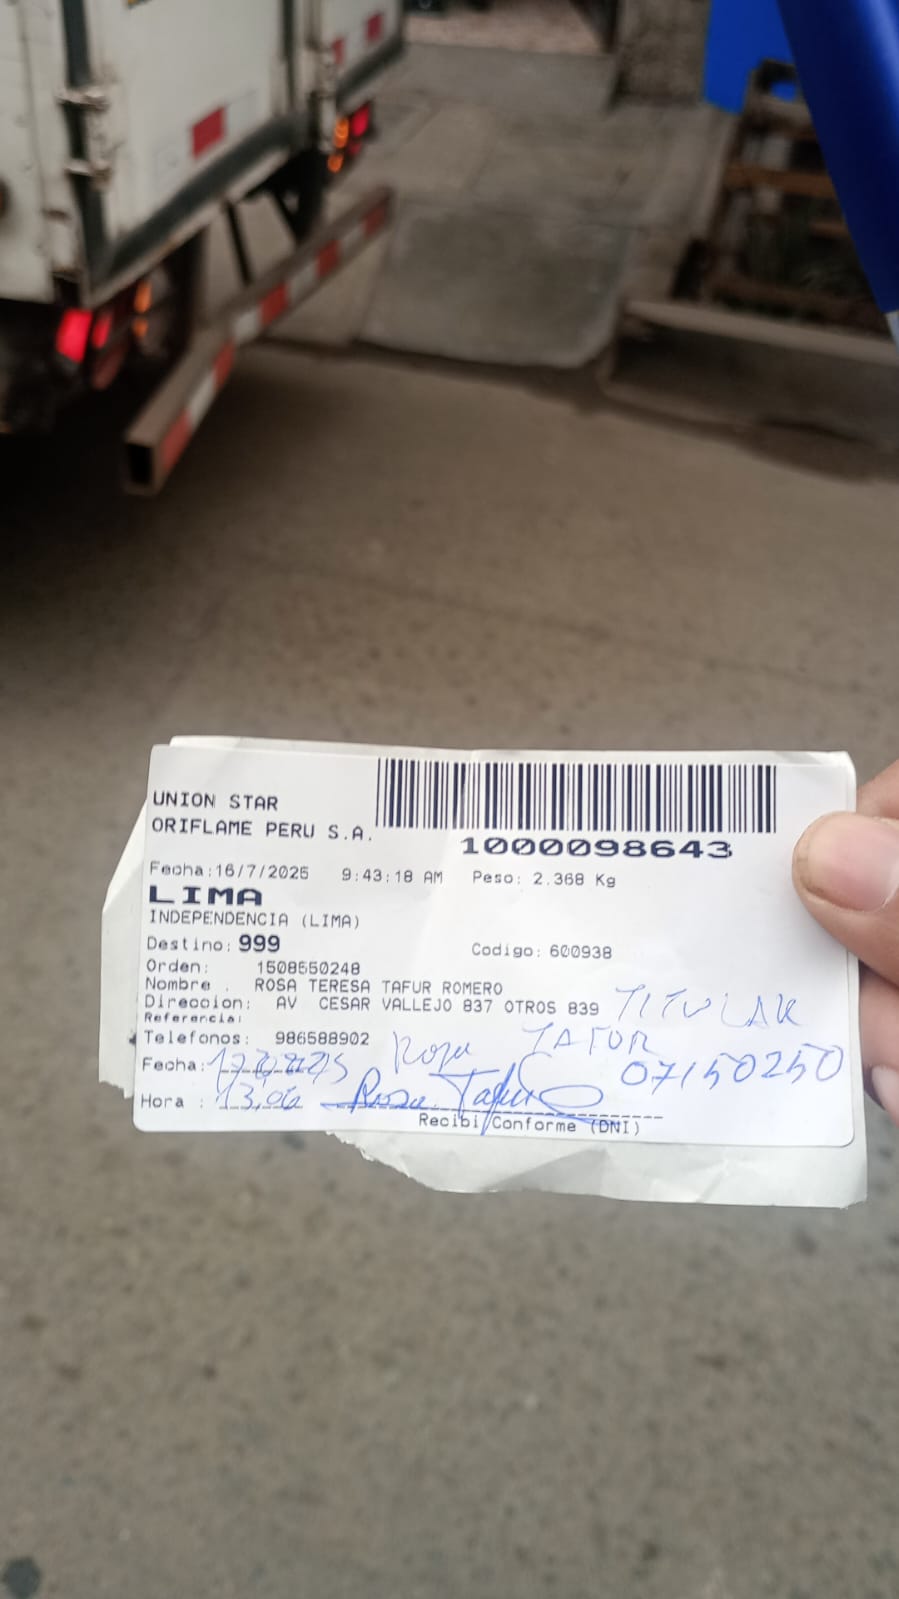 UNION STAR
ORIFLAME PERU S.A.
1000098643
Fecha:16/7/2025 9:43:18 AM Peso: 2.368 Kg
LIMA
INDEPENDENCIA (LIMA)
Destino: 999 Codigo: 600938
Orden: 1508550248
Nombre . ROSA TERESA TAFUR ROMERO
Direccion: AV CESAR VALLEJO 837 OTROS 839 TITULAR
Referencia:
Telefonos: 986588902 Rosa TAFUR
Fecha: 07150250
Hora : 13,06 Rosa Tafur
Recibi Conforme (DNI)